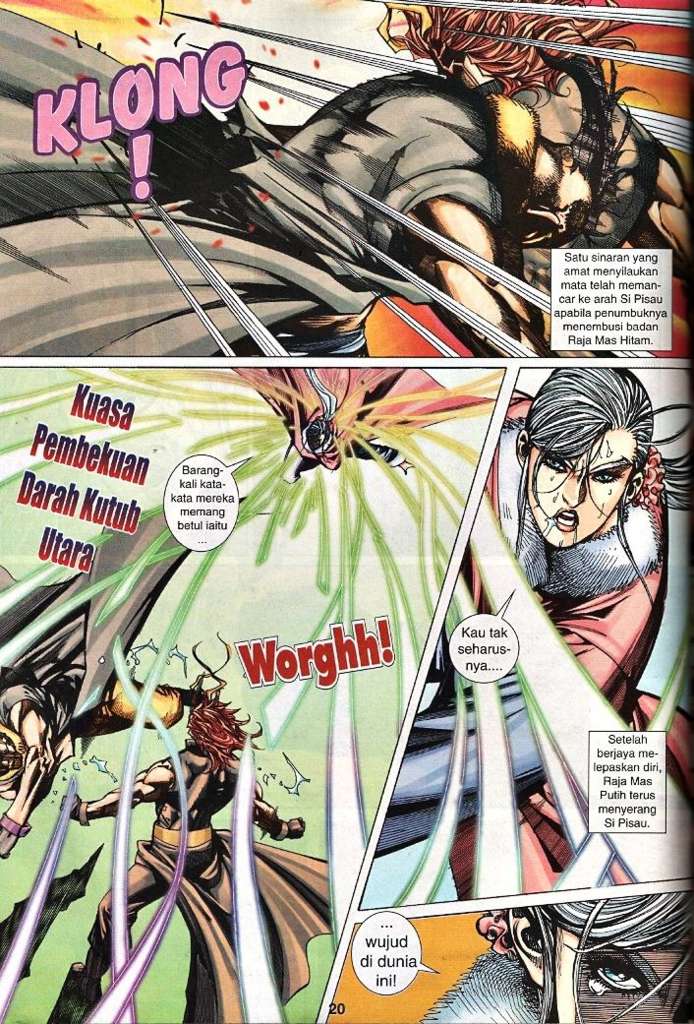 KLONG
!
Satu sinaran yang
amat menyilaukan
mata telah meman-
car ke arah Si Pisau
apabila penumbuknya
menembusi badan
Raja Mas Hitam.
Kuasa
Pembekuan
Darah Kutub
Utara
Barang-
kali kata-
kata mereka
memang
betul iaitu
...
Worghh!
Kau tak
seharus-
nya....
Setelah
berjaya me-
lepaskan diri,
Raja Mas
Putih terus
menyerang
Si Pisau.
...
wujud
di dunia
ini!
20